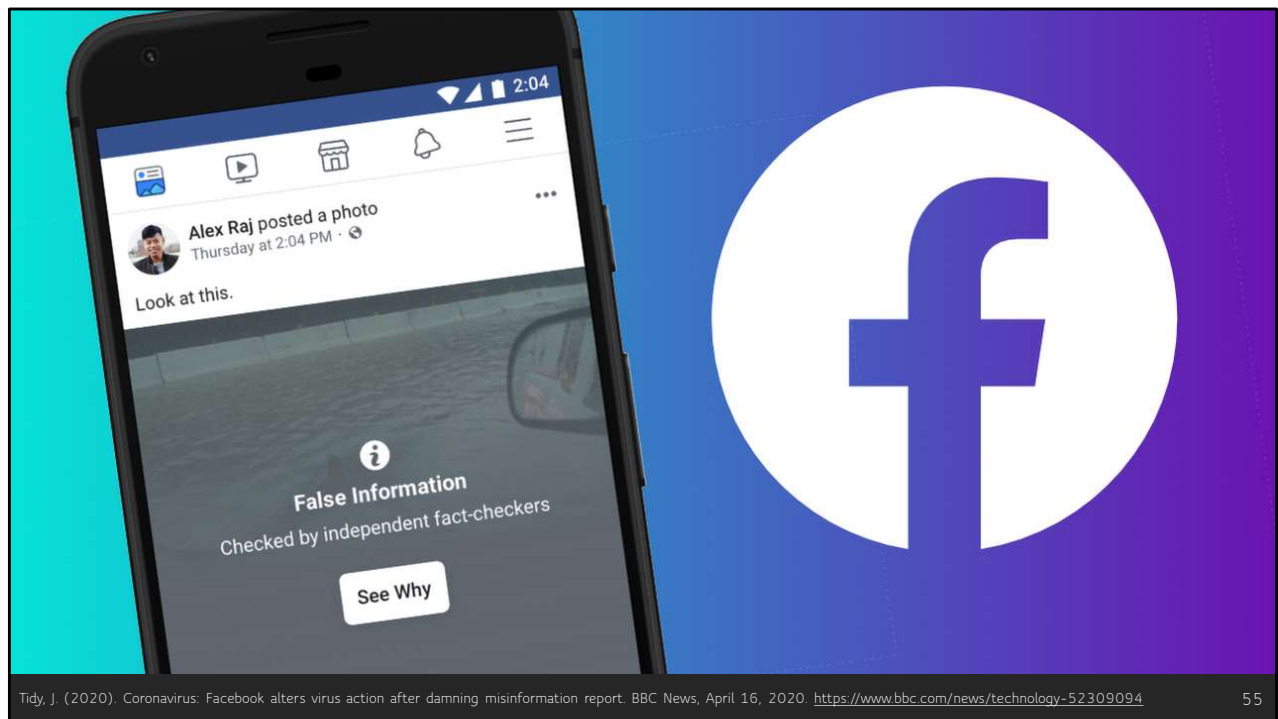 2:04
Alex Raj posted a photo
Thursday at 2:04 PM ·
Look at this.
False Information
Checked by independent fact-checkers
See Why
Tidy, J. (2020). Coronavirus: Facebook alters virus action after damning misinformation report. BBC News, April 16, 2020. https://www.bbc.com/news/technology-52309094
55